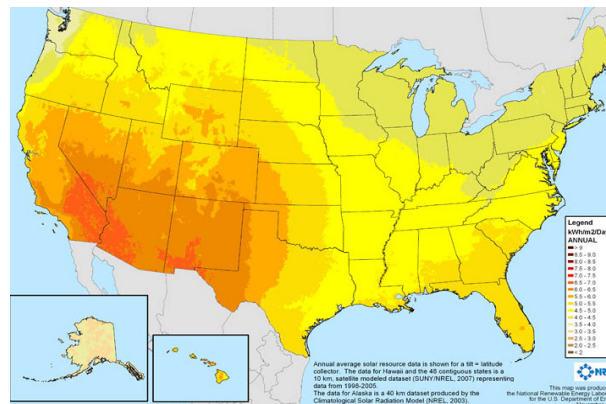 Legend
kWh/m2/Day
ANNUAL
> 9
8.5 - 9.0
8.0 - 8.5
7.5 - 8.0
7.0 - 7.5
6.5 - 7.0
6.0 - 6.5
5.5 - 6.0
5.0 - 5.5
4.5 - 5.0
4.0 - 4.5
3.5 - 4.0
3.0 - 3.5
2.5 - 3.0
2.0 - 2.5
< 2
Annual average solar resource data is shown for a tilt = latitude
collector. The data for Hawaii and the 48 contiguous states is a
10 km, satellite modeled dataset (SUNY/NREL, 2007) representing
data from 1998-2005.
The data for Alaska is a 40 km dataset produced by the
Climatological Solar Radiation Model (NREL, 2003).
NR
This map was produc
the National Renewable Energy Labo
for the U.S. Department of En